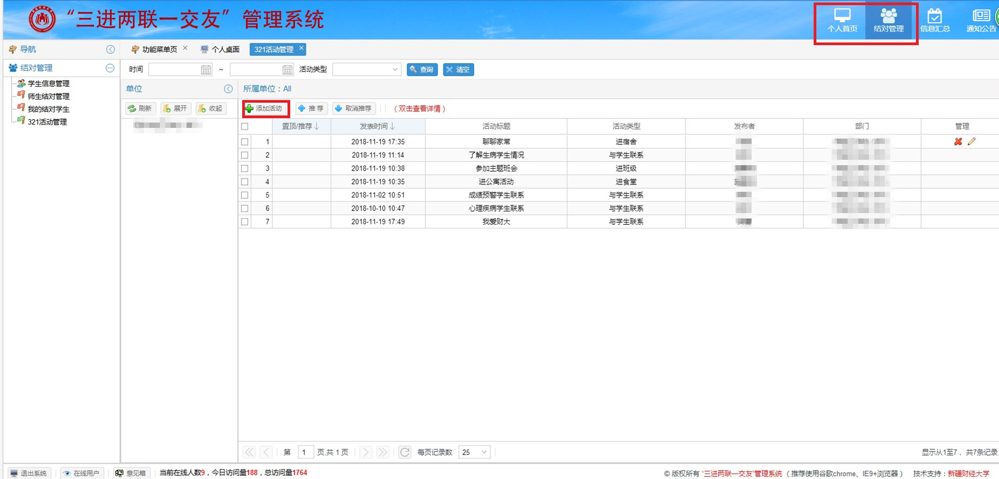 “三进两联一交友”管理系统
个人首页 结对管理 信息汇总 通知公告
导航 功能菜单页 个人桌面 321活动管理
结对管理 时间 ~ 活动类型 查询 清空
学生信息管理
师生结对管理
我的结对学生
321活动管理
单位 所属单位：All
刷新 展开 收起 添加活动 推荐 取消推荐 （双击查看详情）
置顶/推荐↓ 发表时间↓ 活动标题 活动类型 发布者 部门 管理
1 2018-11-19 17:35 聊聊家常 进宿舍
2 2018-11-19 11:14 了解生病学生情况 与学生联系
3 2018-11-19 10:38 参加主题班会 进班级
4 2018-11-19 10:35 进公寓活动 进食堂
5 2018-11-02 10:51 成绩预警学生联系 与学生联系
6 2018-10-10 10:47 心理疾病学生联系 与学生联系
7 2018-11-19 17:49 我爱财大 与学生联系
第 1 页,共 1 页 每页记录数 25 显示从1至7，共7条记录
退出系统 在线用户 意见箱 当前在线人数9，今日访问量188，总访问量1764 © 版权所有 “三进两联一交友”管理系统 （推荐使用谷歌chrome、IE9+浏览器） 技术支持：新疆财经大学